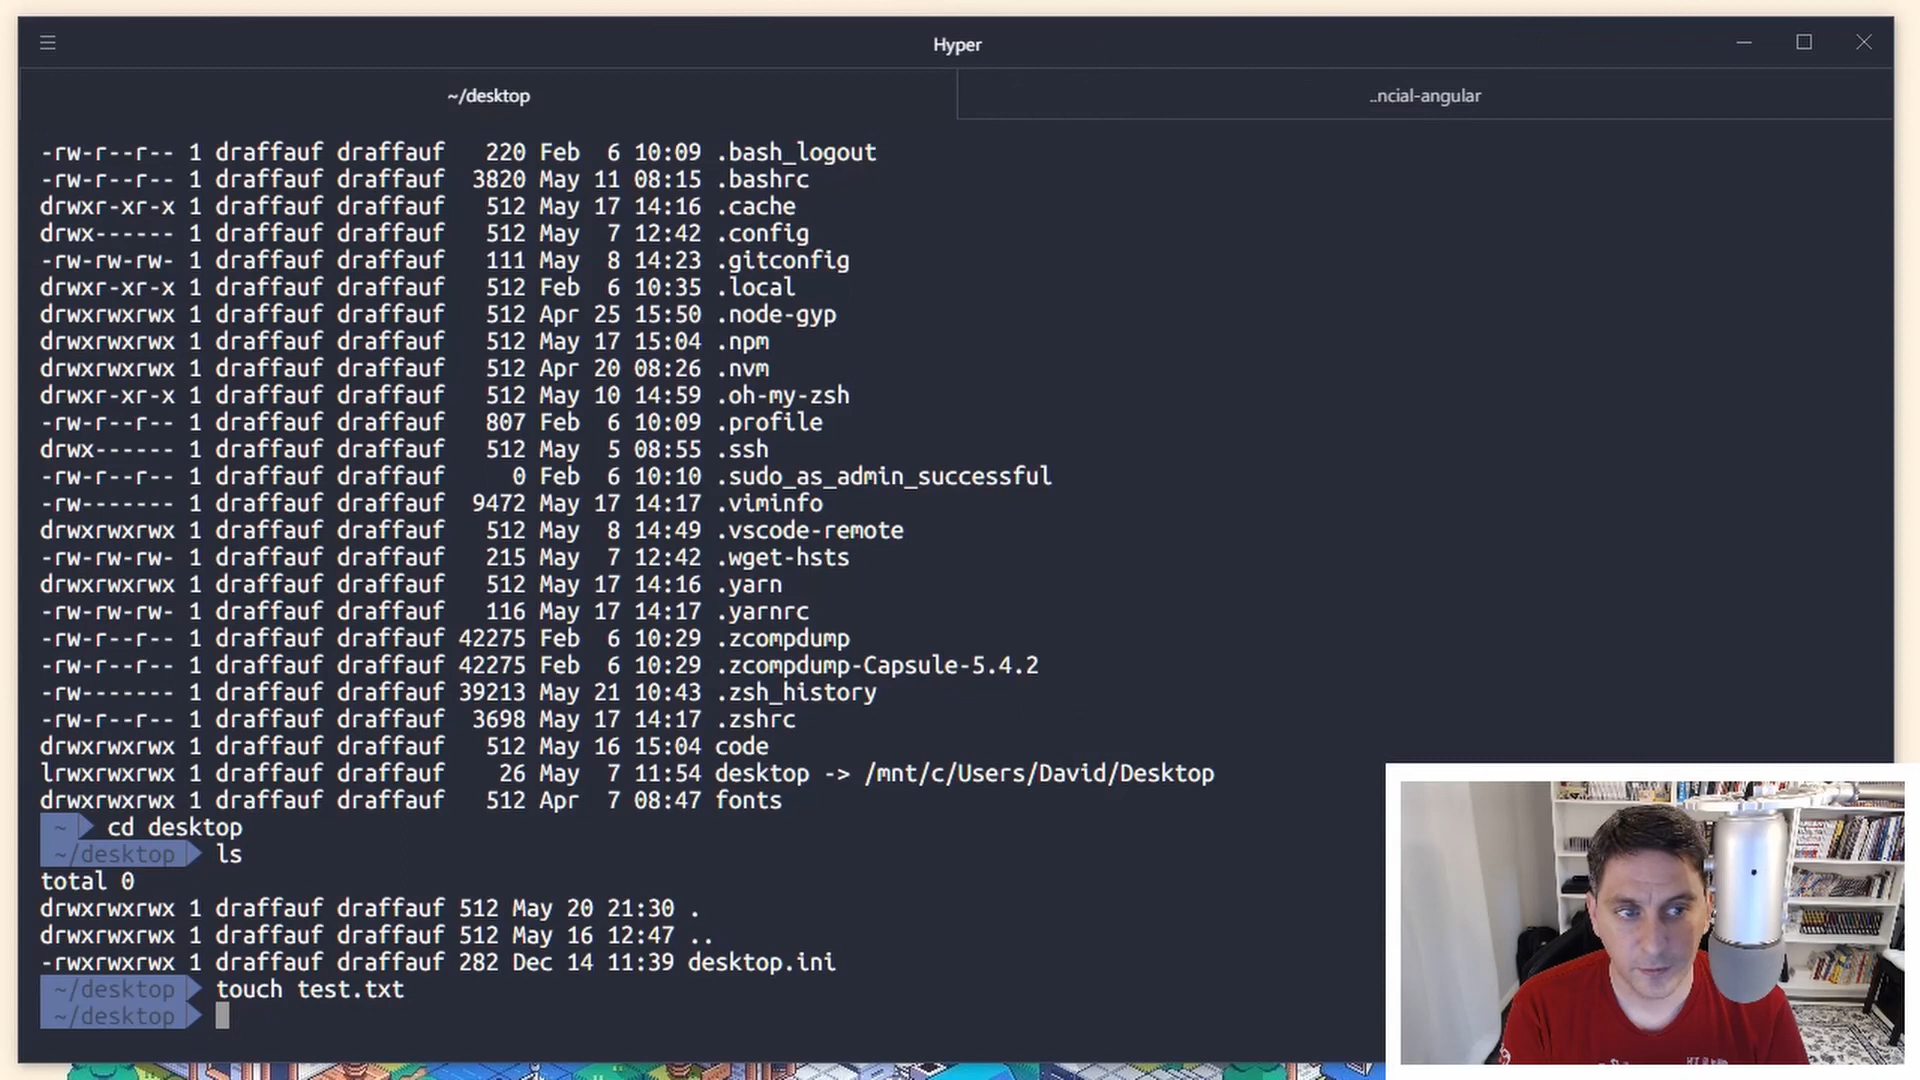 Hyper
~/desktop
..ncial-angular
-rw-r--r-- 1 draffauf draffauf   220 Feb  6 10:09 .bash_logout
-rw-r--r-- 1 draffauf draffauf  3820 May 11 08:15 .bashrc
drwxr-xr-x 1 draffauf draffauf   512 May 17 14:16 .cache
drwx------ 1 draffauf draffauf   512 May  7 12:42 .config
-rw-rw-rw- 1 draffauf draffauf   111 May  8 14:23 .gitconfig
drwxr-xr-x 1 draffauf draffauf   512 Feb  6 10:35 .local
drwxrwxrwx 1 draffauf draffauf   512 Apr 25 15:50 .node-gyp
drwxrwxrwx 1 draffauf draffauf   512 May 17 15:04 .npm
drwxrwxrwx 1 draffauf draffauf   512 Apr 20 08:26 .nvm
drwxr-xr-x 1 draffauf draffauf   512 May 10 14:59 .oh-my-zsh
-rw-r--r-- 1 draffauf draffauf   807 Feb  6 10:09 .profile
drwx------ 1 draffauf draffauf   512 May  5 08:55 .ssh
-rw-r--r-- 1 draffauf draffauf     0 Feb  6 10:10 .sudo_as_admin_successful
-rw------- 1 draffauf draffauf  9472 May 17 14:17 .viminfo
drwxrwxrwx 1 draffauf draffauf   512 May  8 14:49 .vscode-remote
-rw-rw-rw- 1 draffauf draffauf   215 May  7 12:42 .wget-hsts
drwxrwxrwx 1 draffauf draffauf   512 May 17 14:16 .yarn
-rw-rw-rw- 1 draffauf draffauf   116 May 17 14:17 .yarnrc
-rw-r--r-- 1 draffauf draffauf 42275 Feb  6 10:29 .zcompdump
-rw-r--r-- 1 draffauf draffauf 42275 Feb  6 10:29 .zcompdump-Capsule-5.4.2
-rw------- 1 draffauf draffauf 39213 May 21 10:43 .zsh_history
-rw-r--r-- 1 draffauf draffauf  3698 May 17 14:17 .zshrc
drwxrwxrwx 1 draffauf draffauf   512 May 16 15:04 code
lrwxrwxrwx 1 draffauf draffauf    26 May  7 11:54 desktop -> /mnt/c/Users/David/Desktop
drwxrwxrwx 1 draffauf draffauf   512 Apr  7 08:47 fonts
~ cd desktop
~/desktop ls
total 0
drwxrwxrwx 1 draffauf draffauf 512 May 20 21:30 .
drwxrwxrwx 1 draffauf draffauf 512 May 16 12:47 ..
-rwxrwxrwx 1 draffauf draffauf 282 Dec 14 11:39 desktop.ini
~/desktop touch test.txt
~/desktop